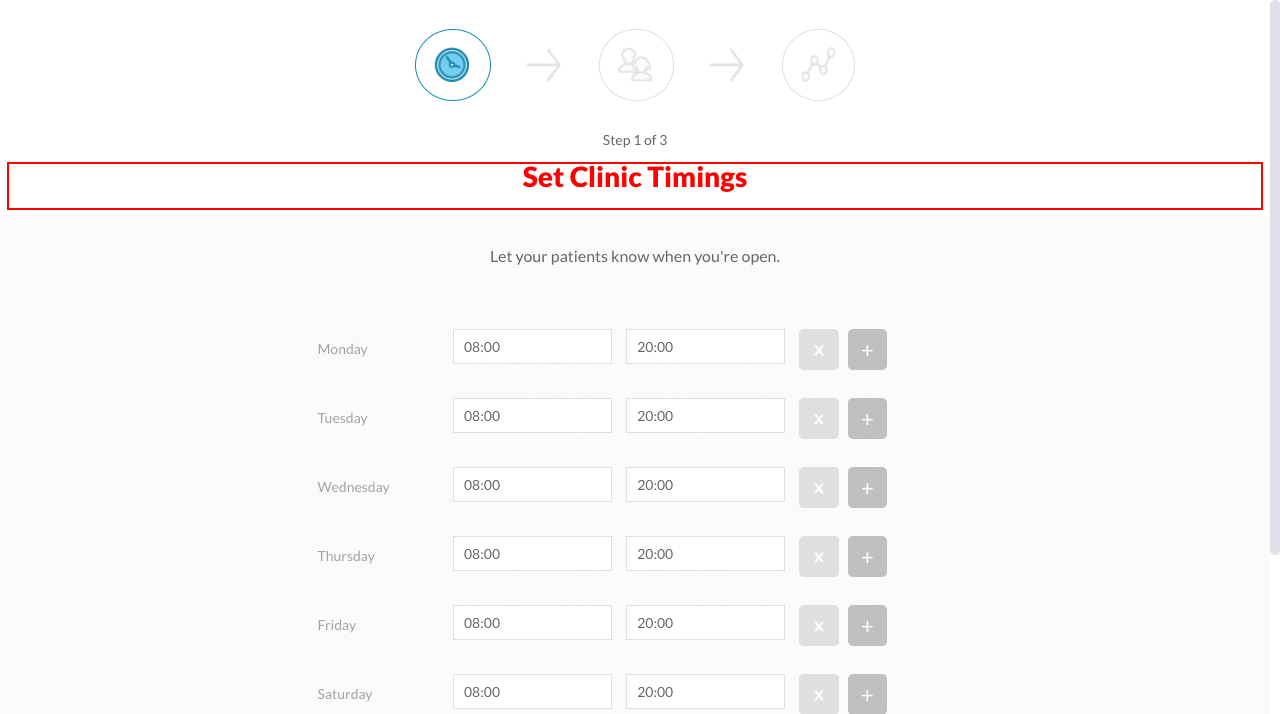 Step 1 of 3
Set Clinic Timings
Let your patients know when you're open.
Monday 08:00 20:00 x +
Tuesday 08:00 20:00 x +
Wednesday 08:00 20:00 x +
Thursday 08:00 20:00 x +
Friday 08:00 20:00 x +
Saturday 08:00 20:00 x +